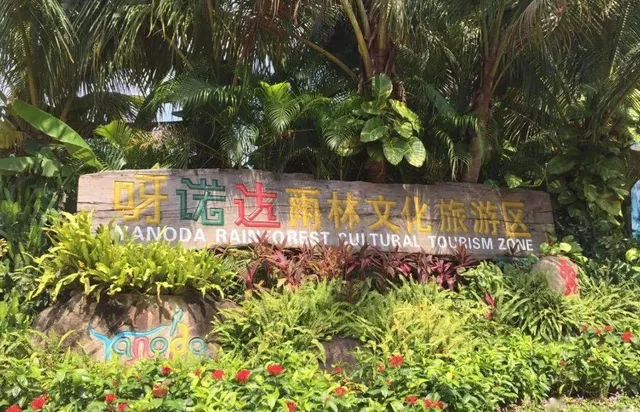 呀诺达雨林文化旅游区
YANODA RAINFOREST CULTURAL TOURISM ZONE
Yanoda